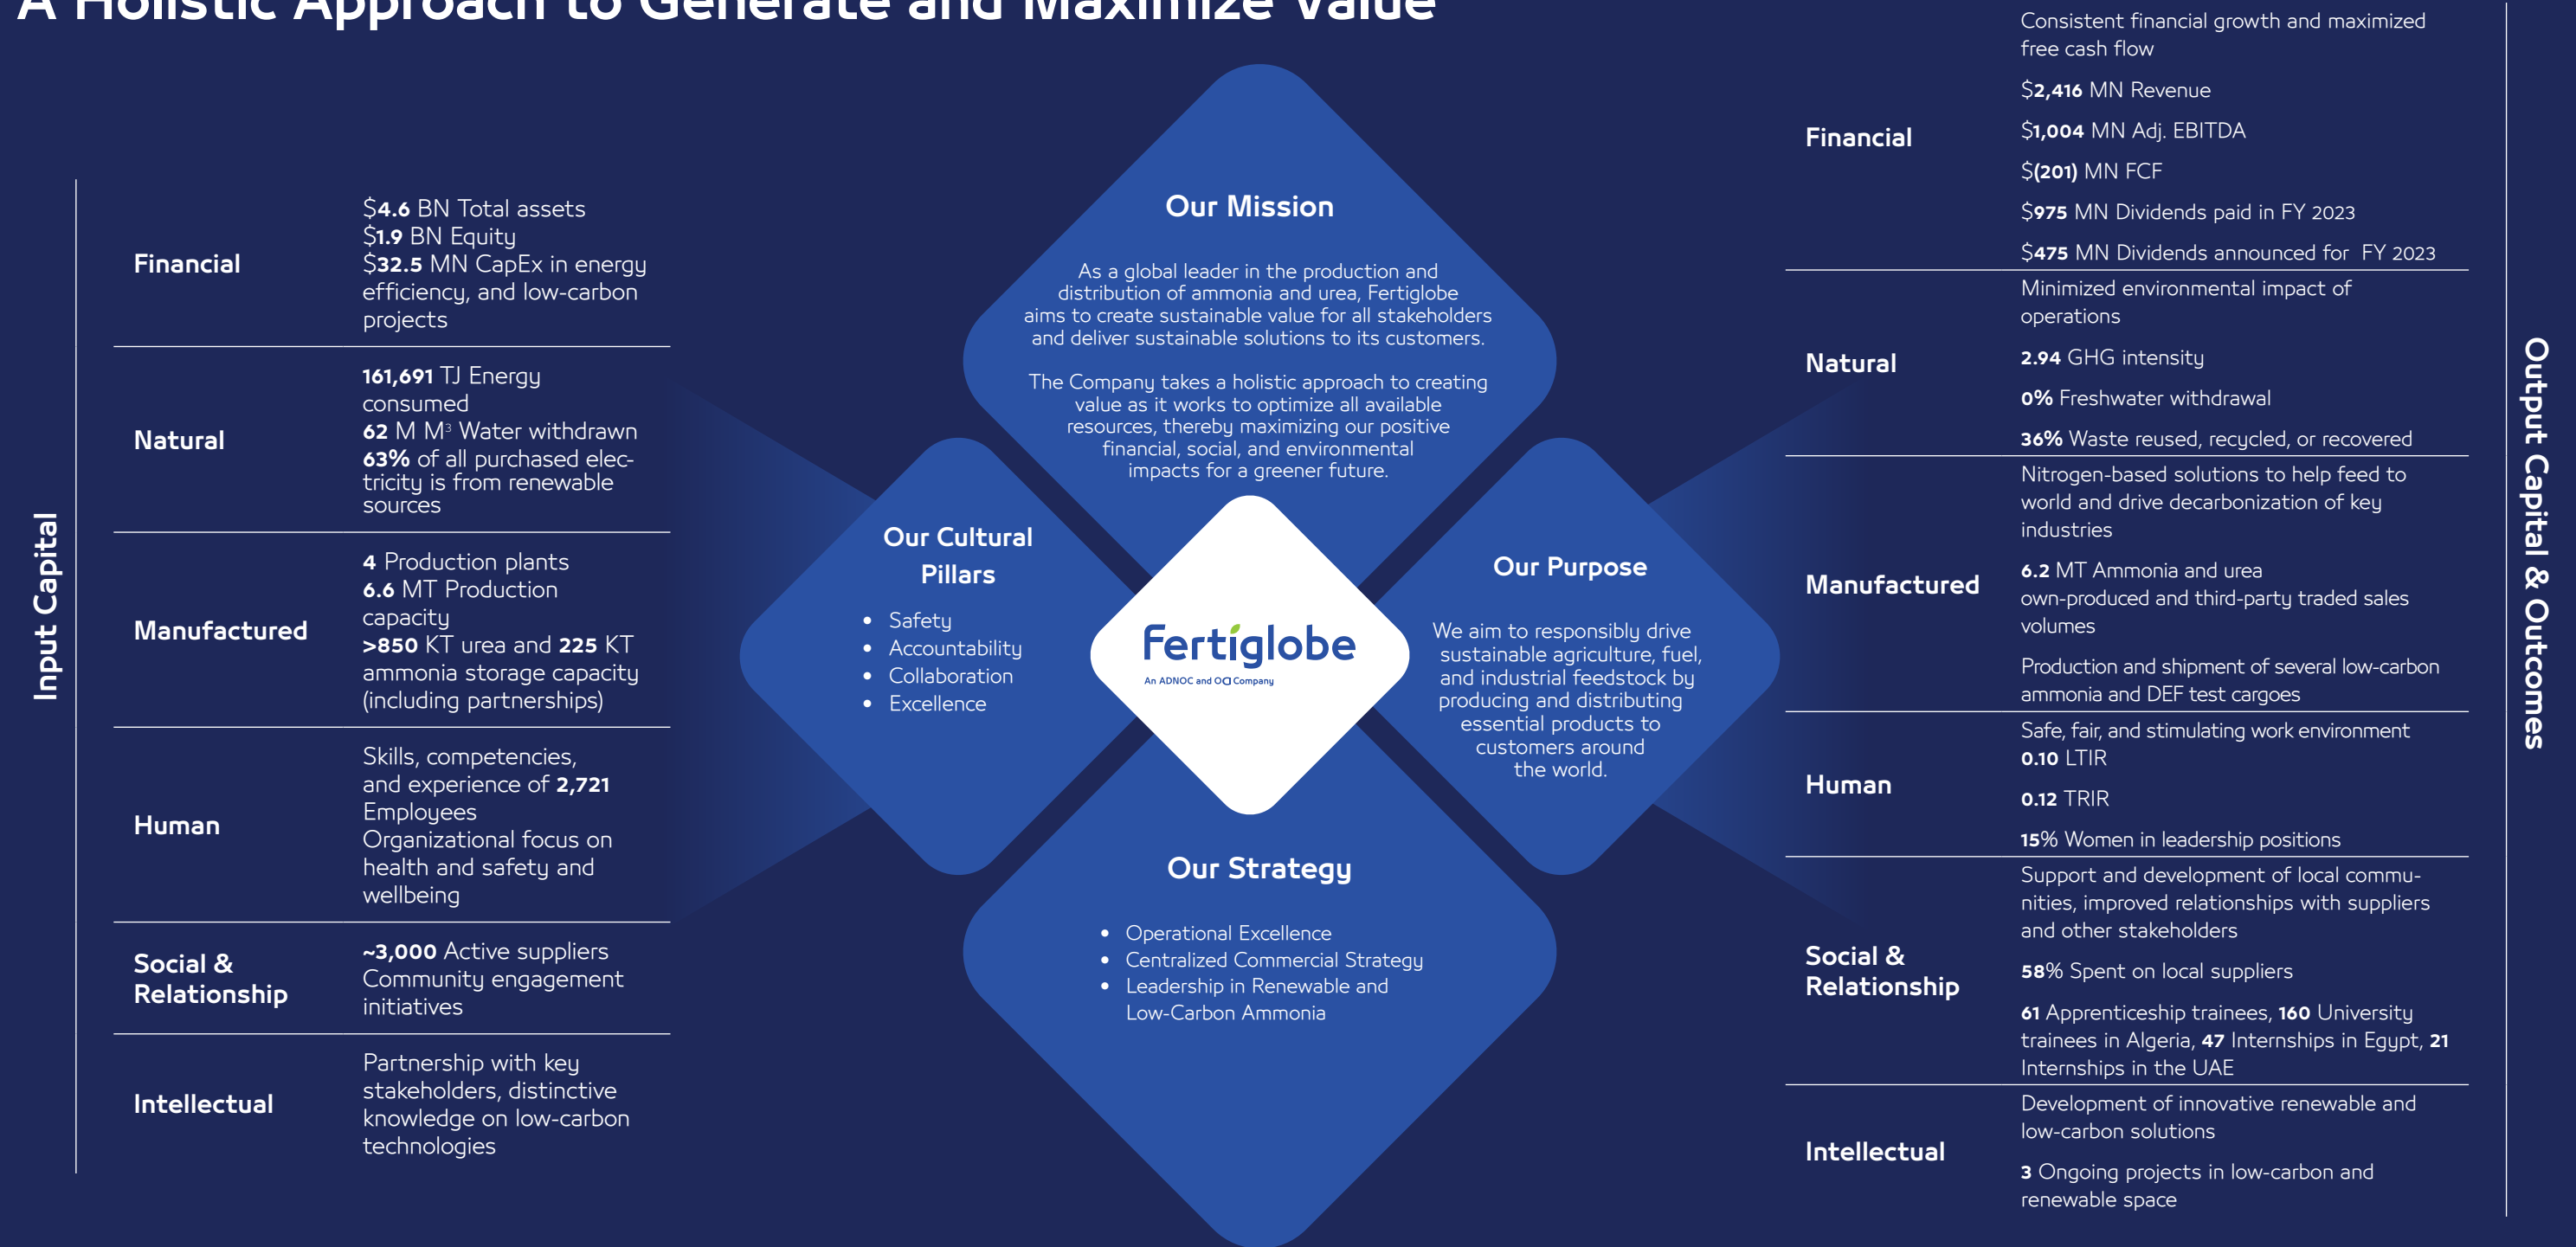 A Holistic Approach to Generate and Maximize Value
Input Capital
Financial
$4.6 BN Total assets
$1.9 BN Equity
$32.5 MN CapEx in energy
efficiency, and low-carbon
projects
Natural
161,691 TJ Energy
consumed
62 M M³ Water withdrawn
63% of all purchased elec-
tricity is from renewable
sources
Manufactured
4 Production plants
6.6 MT Production
capacity
>850 KT urea and 225 KT
ammonia storage capacity
(including partnerships)
Human
Skills, competencies,
and experience of 2,721
Employees
Organizational focus on
health and safety and
wellbeing
Social &
Relationship
~3,000 Active suppliers
Community engagement
initiatives
Intellectual
Partnership with key
stakeholders, distinctive
knowledge on low-carbon
technologies
Our Mission
As a global leader in the production and
distribution of ammonia and urea, Fertiglobe
aims to create sustainable value for all stakeholders
and deliver sustainable solutions to its customers.
The Company takes a holistic approach to creating
value as it works to optimize all available
resources, thereby maximizing our positive
financial, social, and environmental
impacts for a greener future.
Our Cultural
Pillars
• Safety
• Accountability
• Collaboration
• Excellence
Fertiglobe
An ADNOC and OCI Company
Our Purpose
We aim to responsibly drive
sustainable agriculture, fuel,
and industrial feedstock by
producing and distributing
essential products to
customers around
the world.
Our Strategy
• Operational Excellence
• Centralized Commercial Strategy
• Leadership in Renewable and
Low-Carbon Ammonia
Financial
Consistent financial growth and maximized
free cash flow
$2,416 MN Revenue
$1,004 MN Adj. EBITDA
$(201) MN FCF
$975 MN Dividends paid in FY 2023
$475 MN Dividends announced for FY 2023
Natural
Minimized environmental impact of
operations
2.94 GHG intensity
0% Freshwater withdrawal
36% Waste reused, recycled, or recovered
Manufactured
Nitrogen-based solutions to help feed to
world and drive decarbonization of key
industries
6.2 MT Ammonia and urea
own-produced and third-party traded sales
volumes
Production and shipment of several low-carbon
ammonia and DEF test cargoes
Human
Safe, fair, and stimulating work environment
0.10 LTIR
0.12 TRIR
15% Women in leadership positions
Social &
Relationship
Support and development of local commu-
nities, improved relationships with suppliers
and other stakeholders
58% Spent on local suppliers
61 Apprenticeship trainees, 160 University
trainees in Algeria, 47 Internships in Egypt, 21
Internships in the UAE
Intellectual
Development of innovative renewable and
low-carbon solutions
3 Ongoing projects in low-carbon and
renewable space
Output Capital & Outcomes